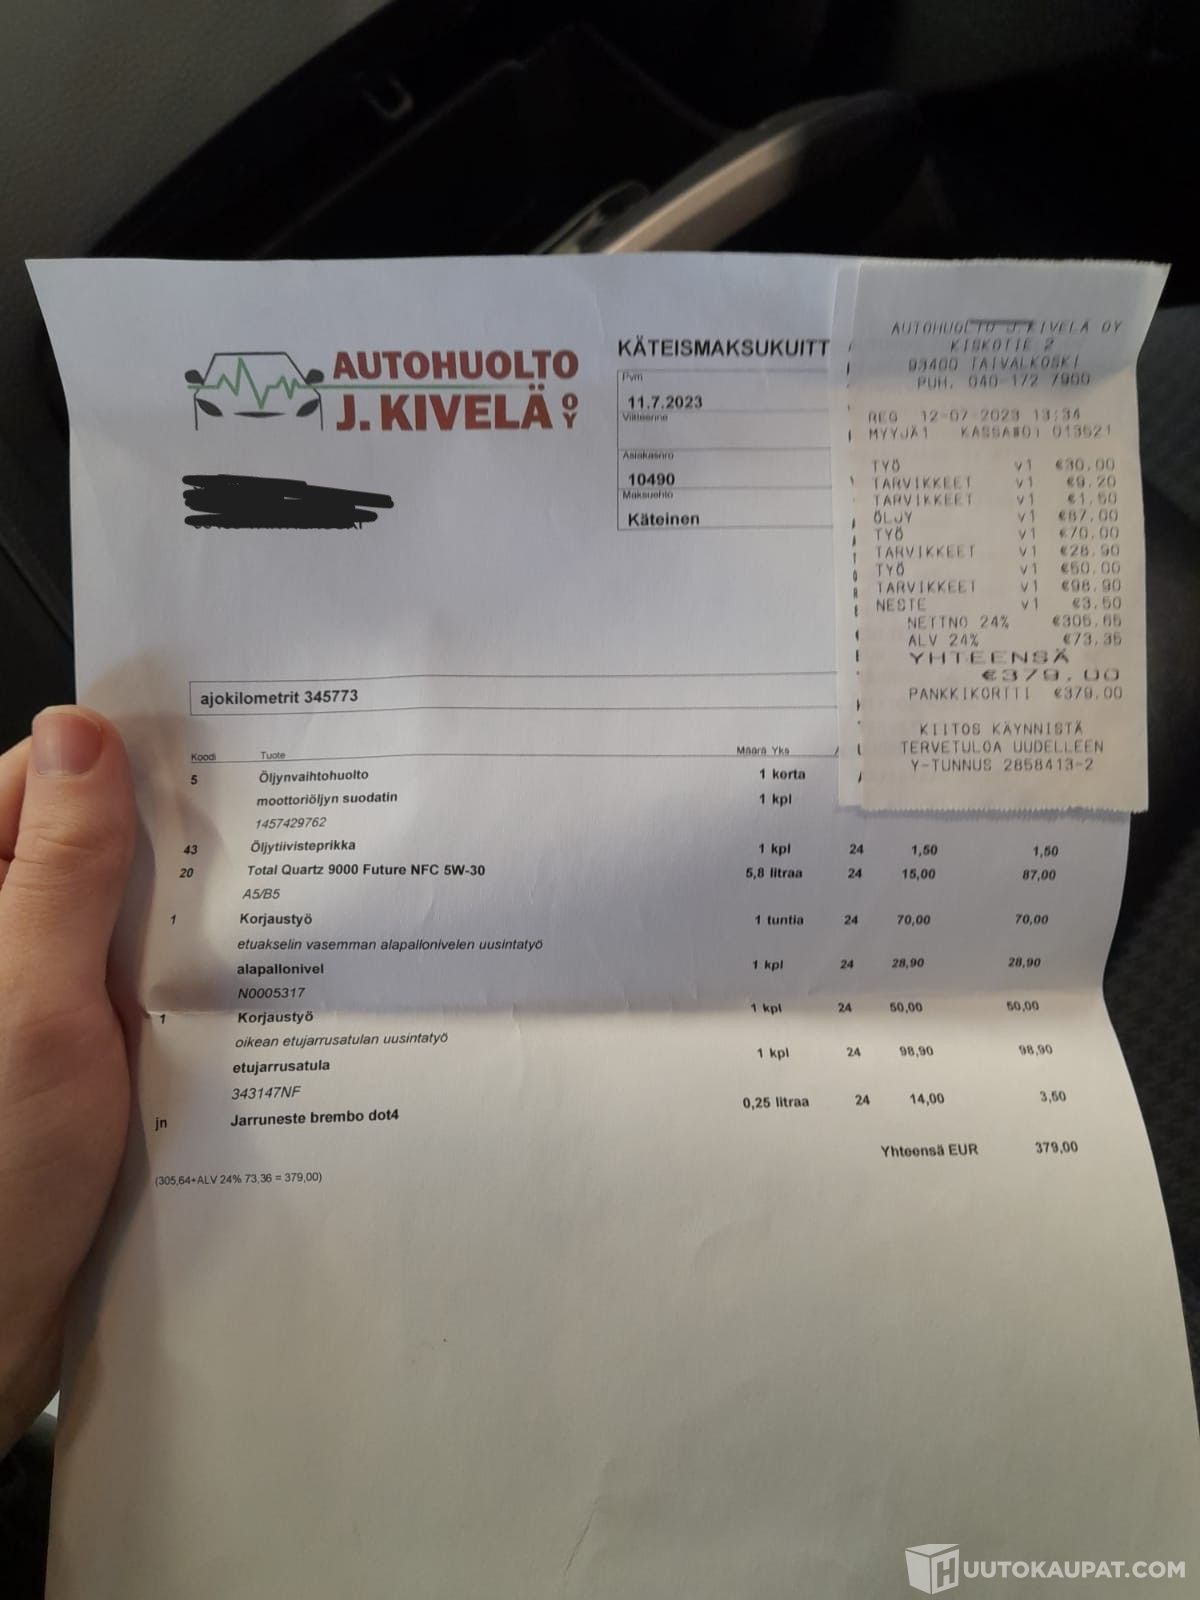 AUTOHUOLTO
J. KIVELÄ OY
KÄTEISMAKSUKUITT
Pvm
11.7.2023
Viitteenne
Asiakasnro
10490
Maksuehto
Käteinen
AUTOHUOLTO J.KIVELÄ OY
KISKOTIE 2
93400 TAIVALKOSKI
PUH. 040 172 7900
REG 12-07-2023 13:34
MYYJÄ1 KASSA#01 013521
TYÖ v1 €30.00
TARVIKKEET v1 €9.20
TARVIKKEET v1 €1.50
ÖLJY v1 €87.00
TYÖ v1 €70.00
TARVIKKEET v1 €28.90
TYÖ v1 €50.00
TARVIKKEET v1 €98.90
NESTE v1 €3.50
NETTNO 24% €305.65
ALV 24% €73.35
YHTEENSÄ
€379.00
PANKKIKORTTI €379.00
KIITOS KÄYNNISTÄ
TERVETULOA UUDELLEEN
Y-TUNNUS 2858413-2
ajokilometrit 345773
Koodi Tuote Määrä Yks
5 Öljynvaihtohuolto 1 kerta
moottoriöljyn suodatin 1 kpl
1457429762
43 Öljytiivisteprikka 1 kpl 24 1,50 1,50
20 Total Quartz 9000 Future NFC 5W-30 5,8 litraa 24 15,00 87,00
A5/B5
1 Korjaustyö 1 tuntia 24 70,00 70,00
etuakselin vasemman alapallonivelen uusintatyö
alapallonivel 1 kpl 24 28,90 28,90
N0005317
1 Korjaustyö 1 kpl 24 50,00 50,00
oikean etujarrusatulan uusintatyö
etujarrusatula 1 kpl 24 98,90 98,90
343147NF
jn Jarruneste brembo dot4 0,25 litraa 24 14,00 3,50
Yhteensä EUR 379,00
(305,64+ALV 24% 73,36 = 379,00)
HUUTOKAUPAT.COM